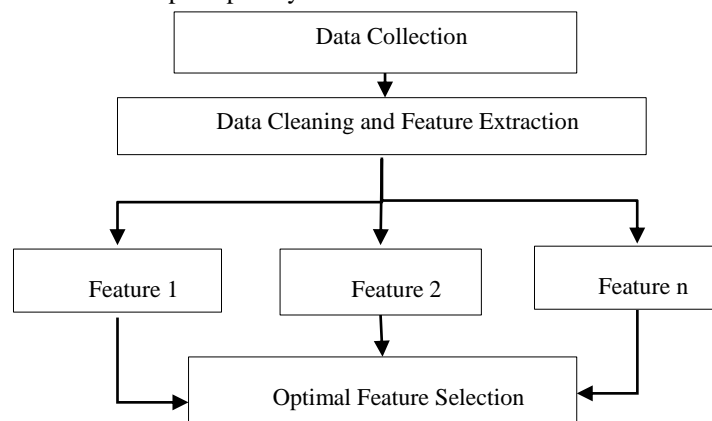 Data Collection
Data Cleaning and Feature Extraction
Feature 1
Feature 2
Feature n
Optimal Feature Selection